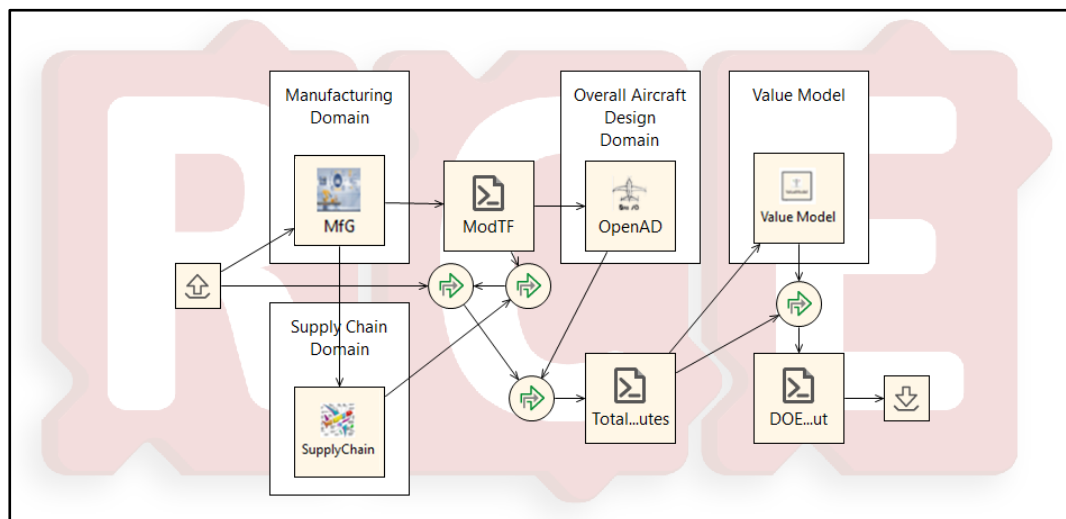 RCE
Manufacturing
Domain
MfG
ModTF
Overall Aircraft
Design
Domain
OpenAD
Value Model
Value Model
Supply Chain
Domain
SupplyChain
Total...utes
DOE...ut